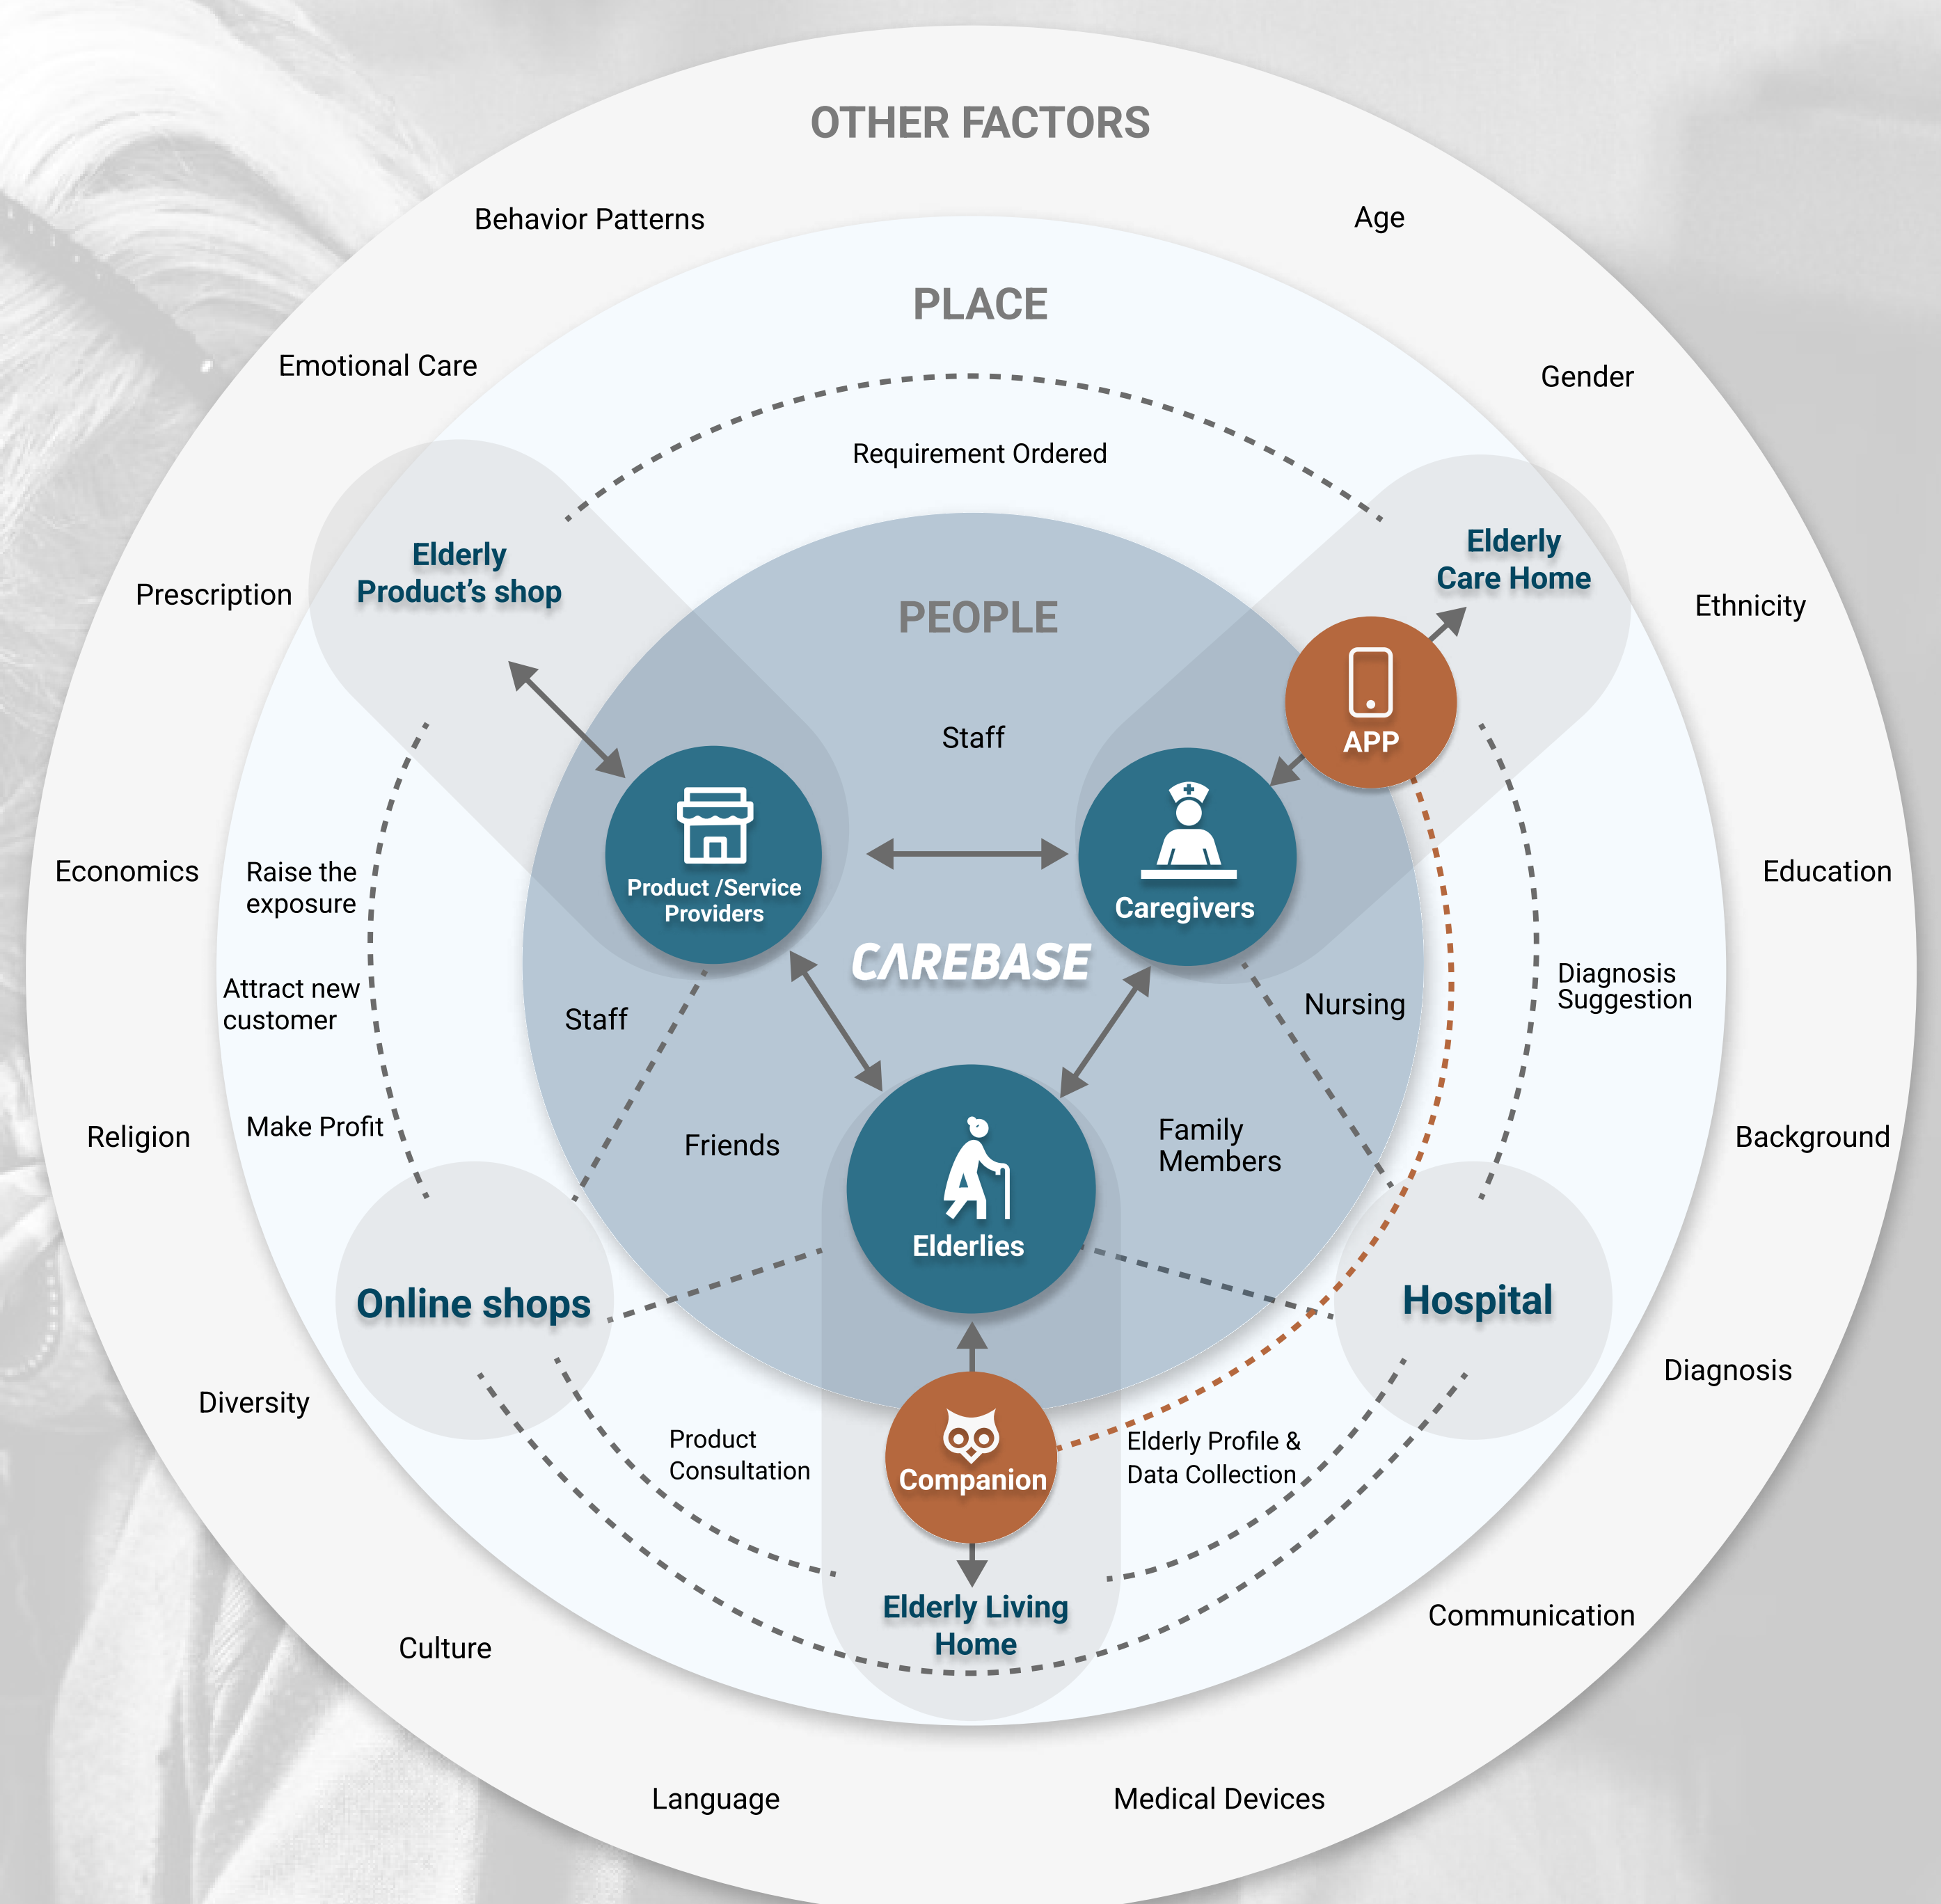 OTHER FACTORS
Behavior Patterns
Age
PLACE
Emotional Care
Gender
Requirement Ordered
Elderly
Product's shop
Elderly
Care Home
Prescription
Ethnicity
PEOPLE
Staff
APP
Economics
Raise the
exposure
Product /Service
Providers
Caregivers
Education
CAREBASE
Attract new
customer
Staff
Nursing
Diagnosis
Suggestion
Religion
Make Profit
Friends
Family
Members
Background
Elderlies
Online shops
Hospital
Diversity
Diagnosis
Product
Consultation
Companion
Elderly Profile &
Data Collection
Elderly Living
Home
Culture
Communication
Language
Medical Devices